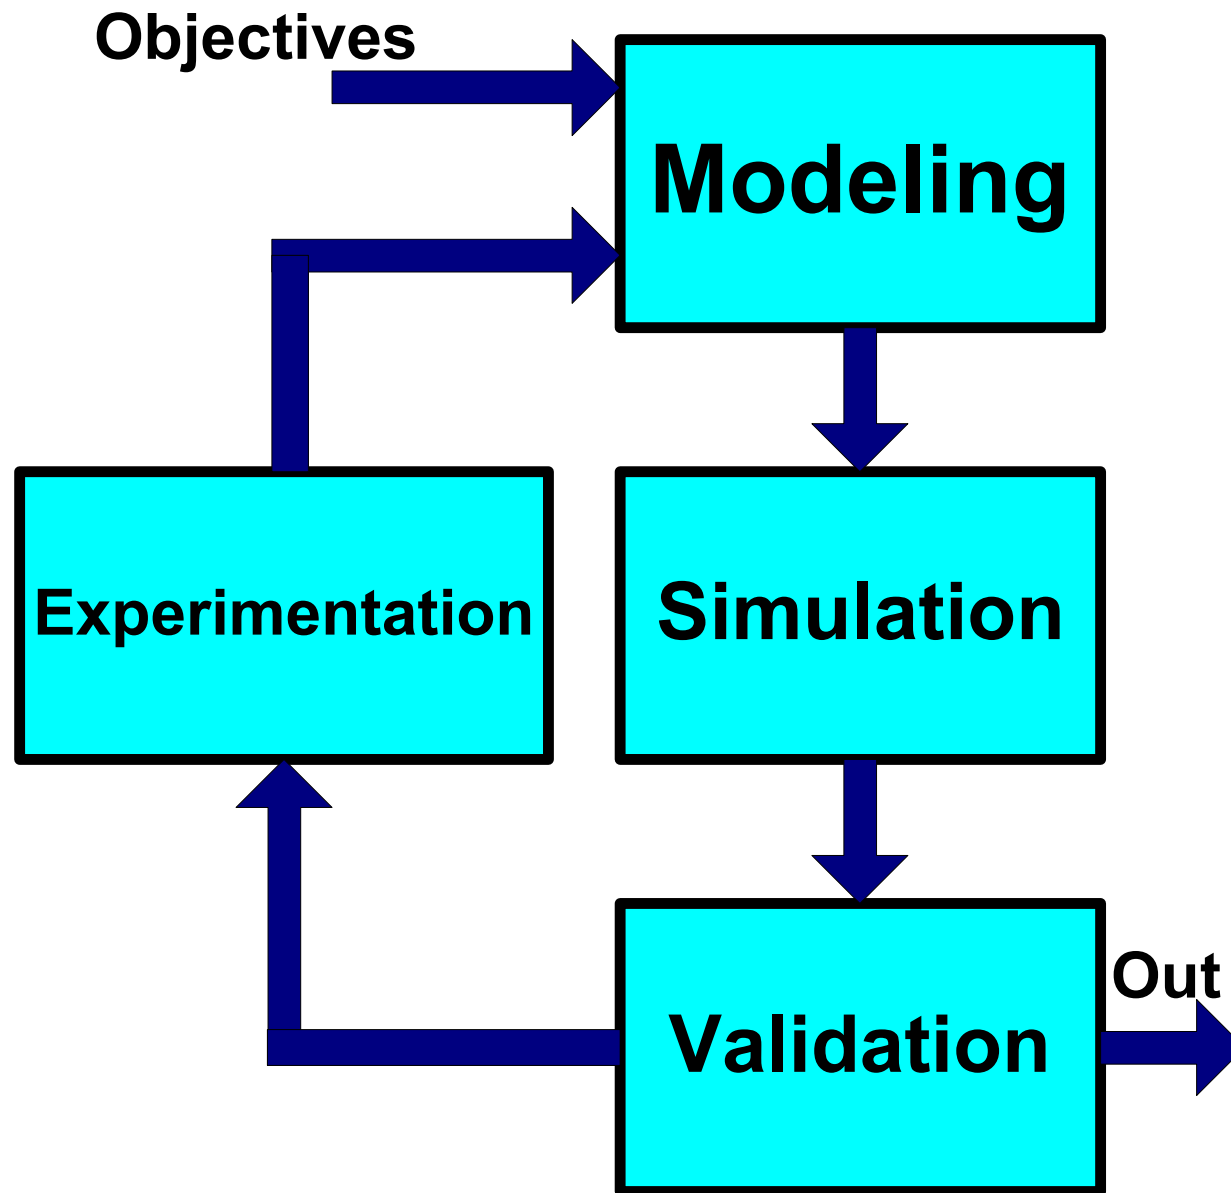 Objectives
Modeling
Experimentation
Simulation
Validation
Out